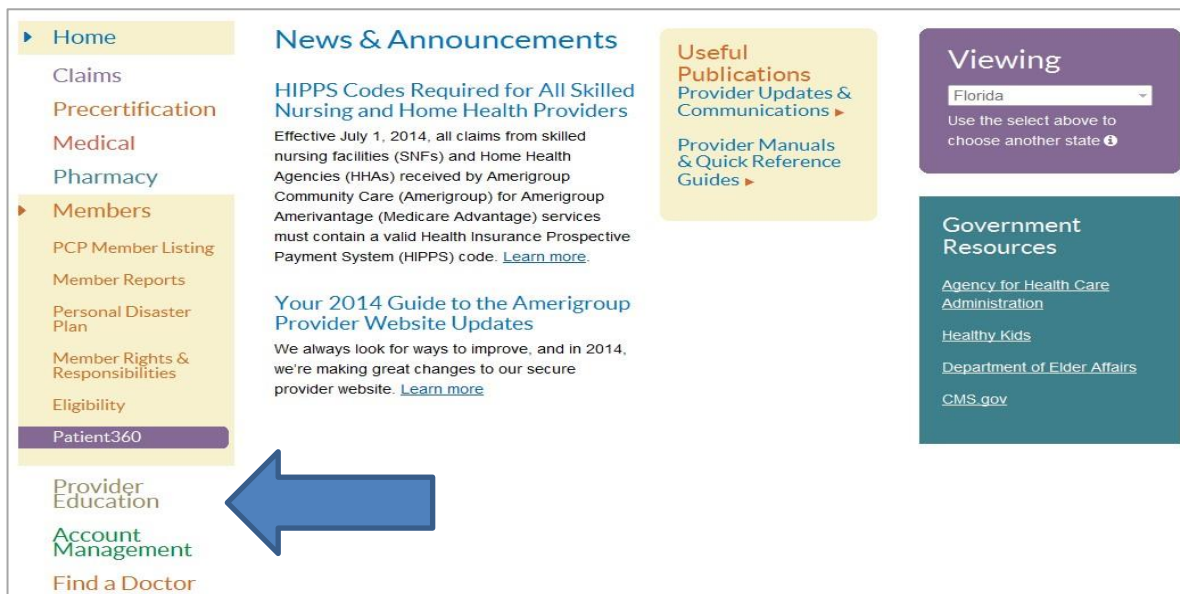 Home
Claims
Precertification
Medical
Pharmacy
Members
PCP Member Listing
Member Reports
Personal Disaster
Plan
Member Rights &
Responsibilities
Eligibility
Patient360
Provider
Education
Account
Management
Find a Doctor
News & Announcements
HIPPS Codes Required for All Skilled
Nursing and Home Health Providers
Effective July 1, 2014, all claims from skilled
nursing facilities (SNFs) and Home Health
Agencies (HHAs) received by Amerigroup
Community Care (Amerigroup) for Amerigroup
Amerivantage (Medicare Advantage) services
must contain a valid Health Insurance Prospective
Payment System (HIPPS) code. Learn more.
Your 2014 Guide to the Amerigroup
Provider Website Updates
We always look for ways to improve, and in 2014,
we're making great changes to our secure
provider website. Learn more
Useful
Publications
Provider Updates &
Communications
Provider Manuals
& Quick Reference
Guides
Viewing
Florida
Use the select above to
choose another state
Government
Resources
Agency for Health Care
Administration
Healthy Kids
Department of Elder Affairs
CMS.gov